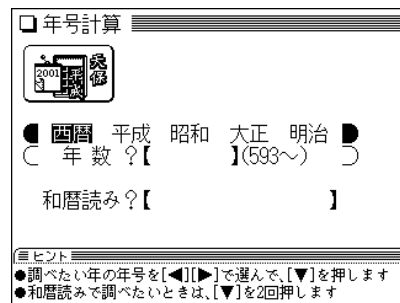 年号計算
2001 平成 天保
西暦 平成 昭和 大正 明治
年 数 ?【 】(593〜)
和暦読み?【 】
ヒント
●調べたい年の年号を[◀][▶]で選んで、[▼]を押します
●和暦読みで調べたいときは、[▼]を2回押します